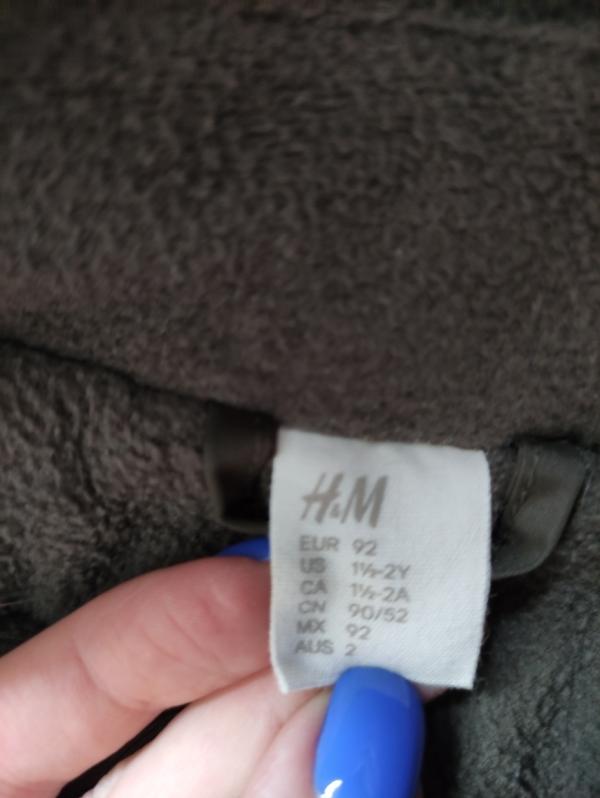 H&M
EUR 92
US 1½-2Y
CA 1½-2A
CN 90/52
MX 92
AUS 2